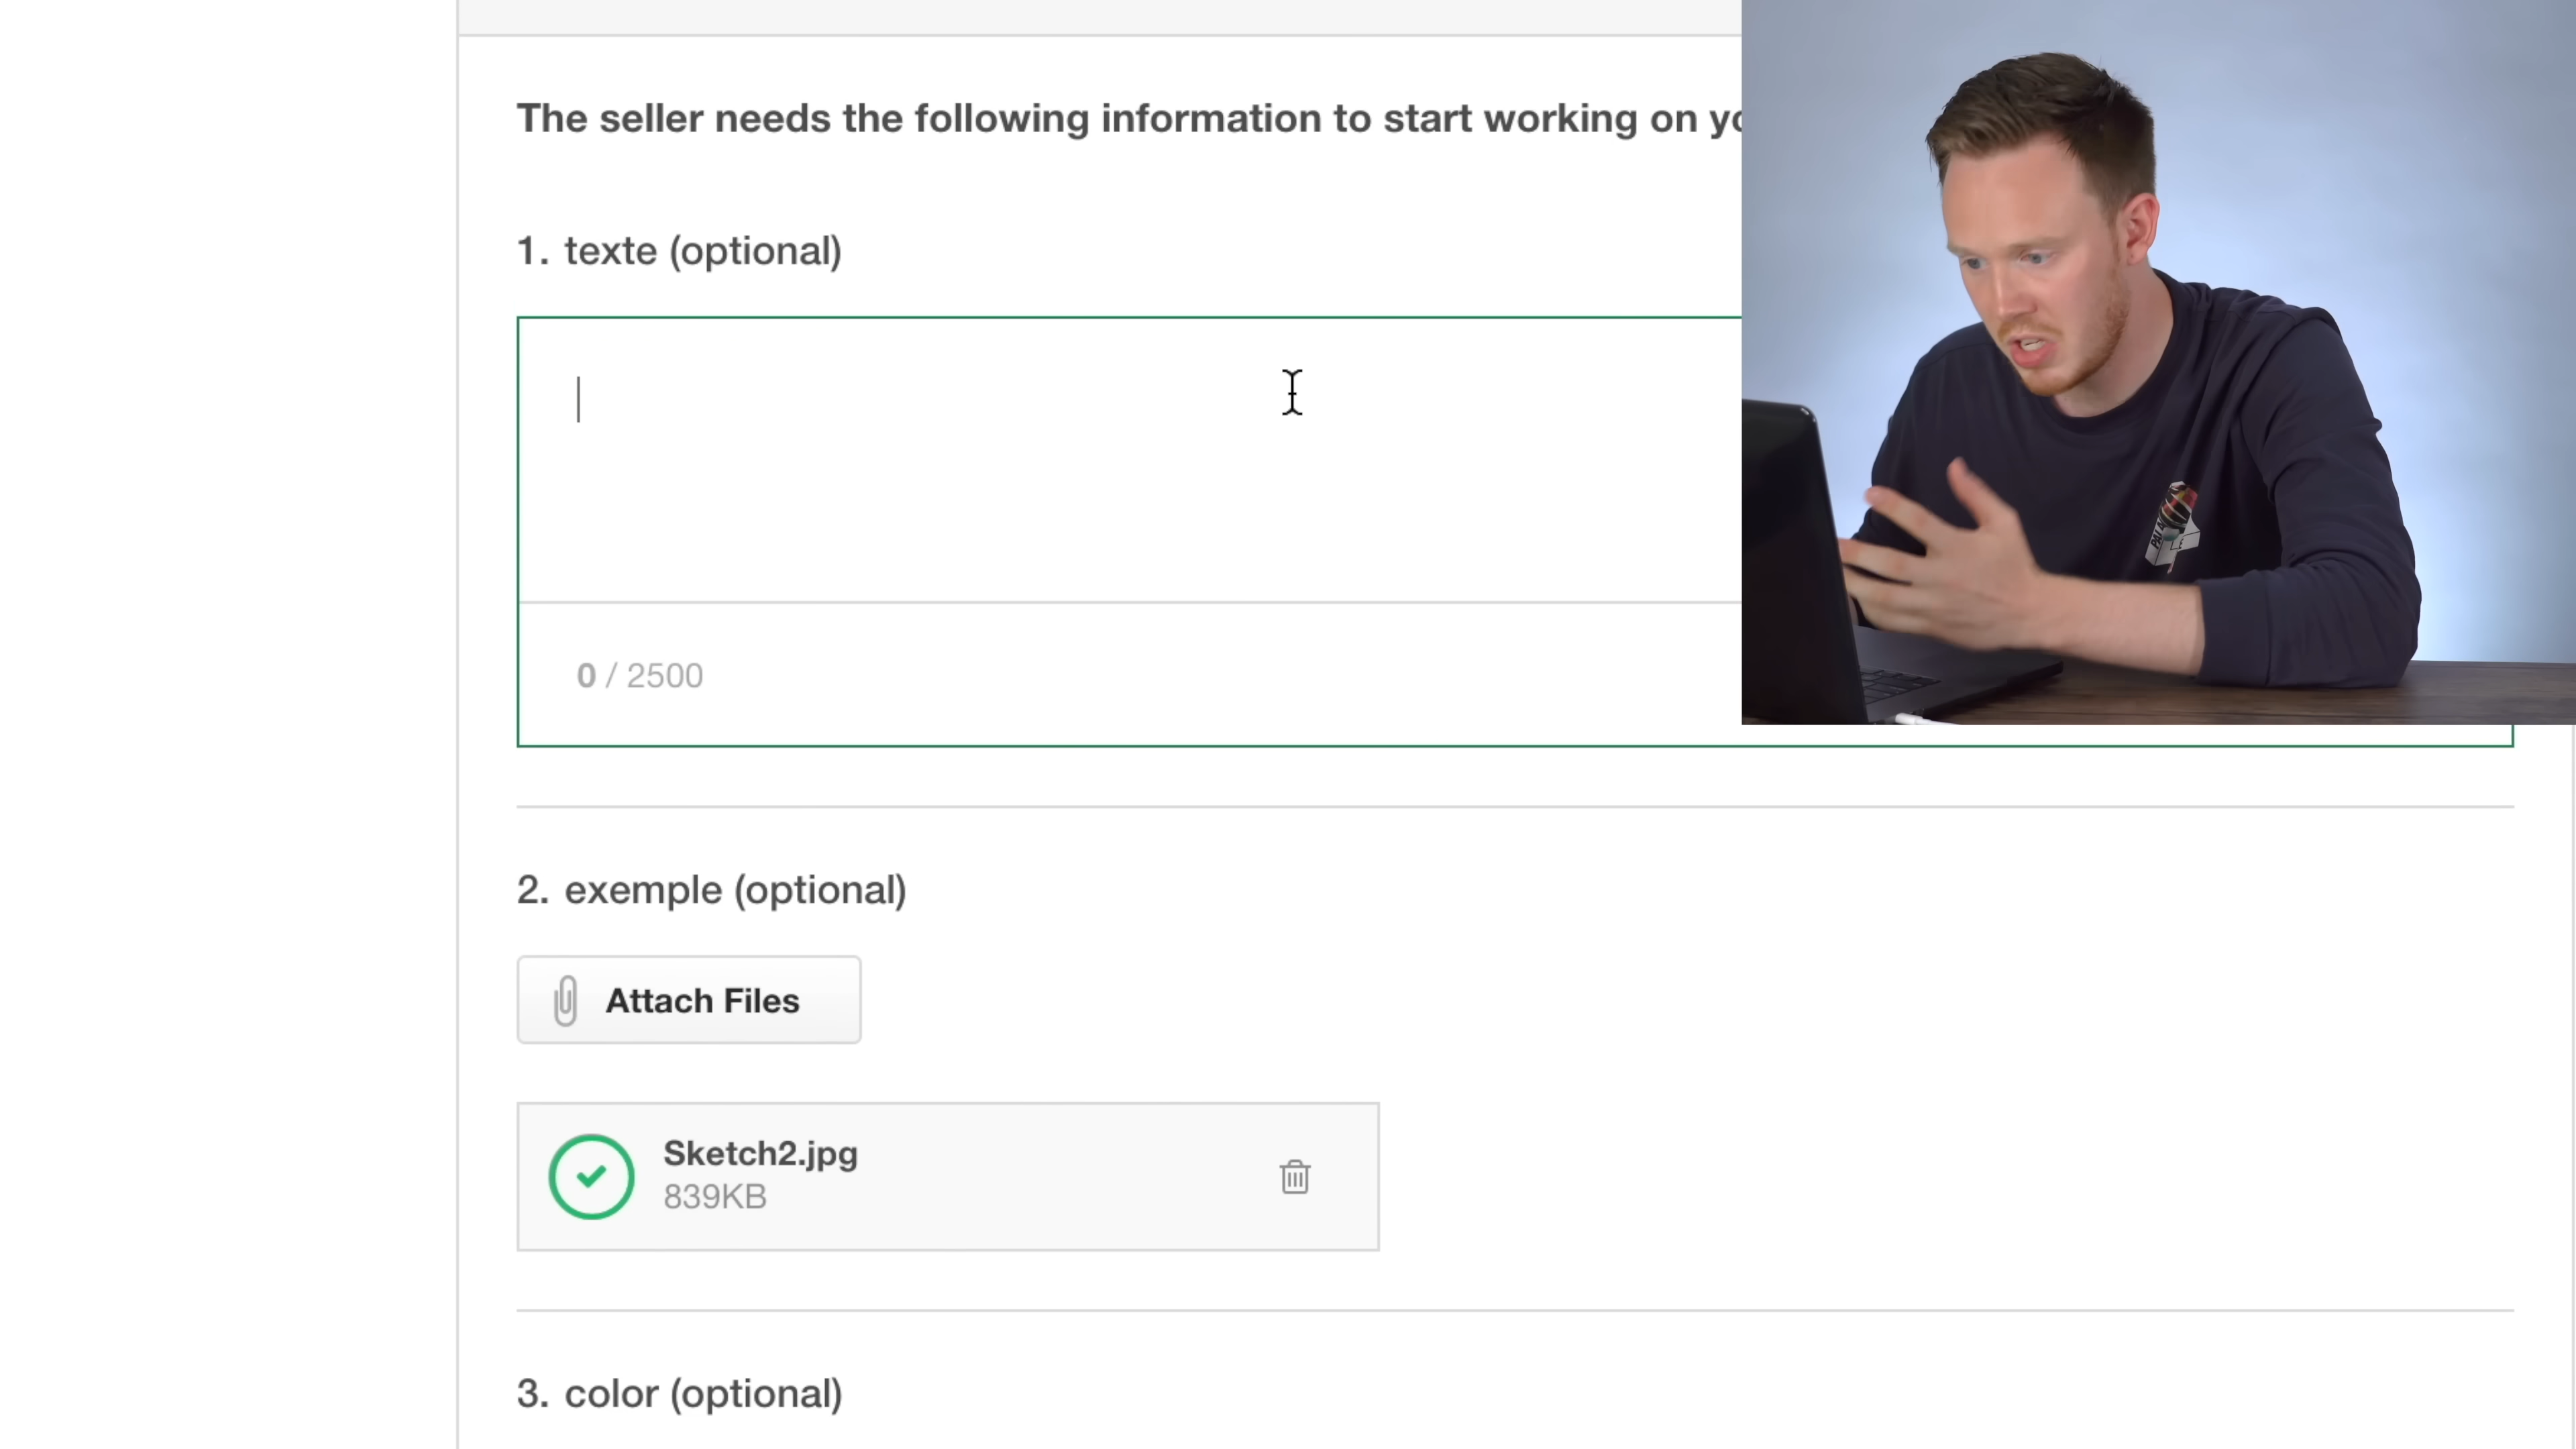 The seller needs the following information to start working on
1. texte (optional)
0 / 2500
2. exemple (optional)
Attach Files
Sketch2.jpg
839KB
3. color (optional)